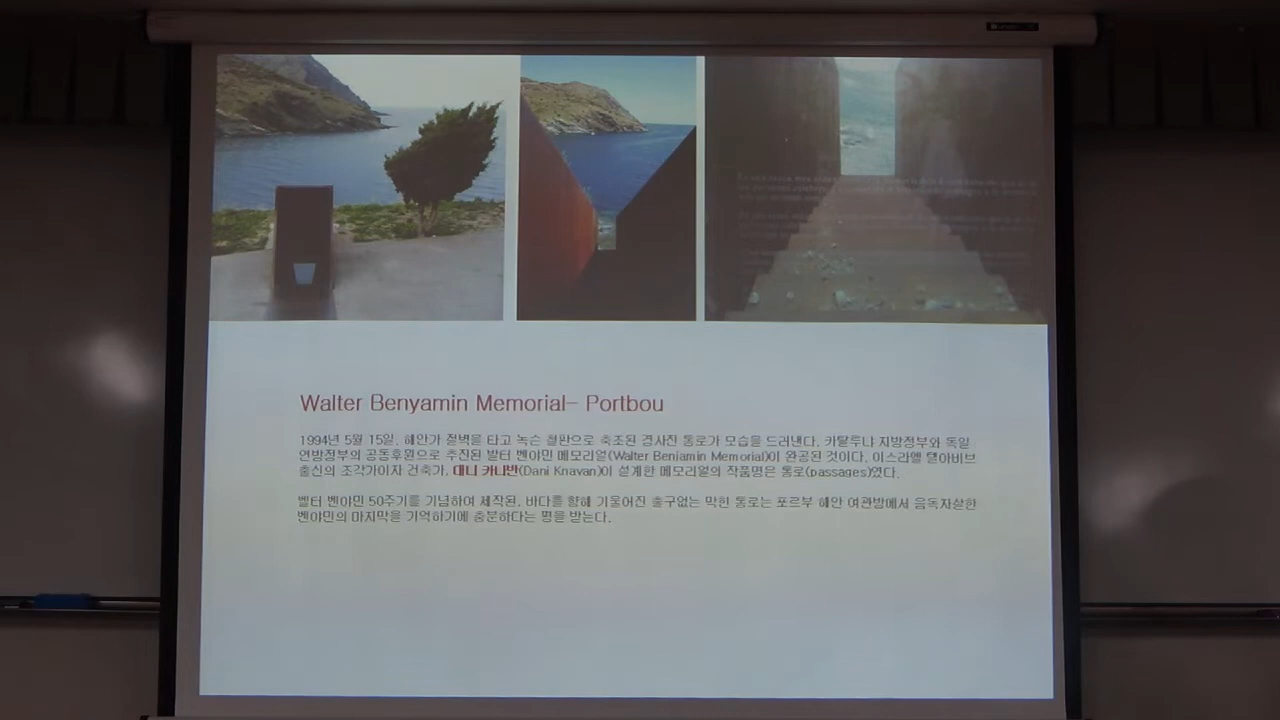 Walter Benyamin Memorial- Portbou
1994년 5월 15일, 해안가 절벽을 타고 녹슨 철판으로 축조된 경사진 통로가 모습을 드러낸다. 카탈루냐 지방정부와 독일
연방정부의 공동후원으로 추진된 발터 벤야민 메모리얼(Walter Benjamin Memorial)이 완공된 것이다. 이스라엘 텔아비브
출신의 조각가이자 건축가, 대니 카라반(Dani Knavan)이 설계한 메모리얼의 작품명은 통로(passages)였다.
벨터 벤야민 50주기를 기념하여 제작된, 바다를 향해 기울어진 출구없는 막힌 통로는 포르부 해안 여관방에서 음독자살한
벤야민의 마지막을 기억하기에 충분하다는 평을 받는다.